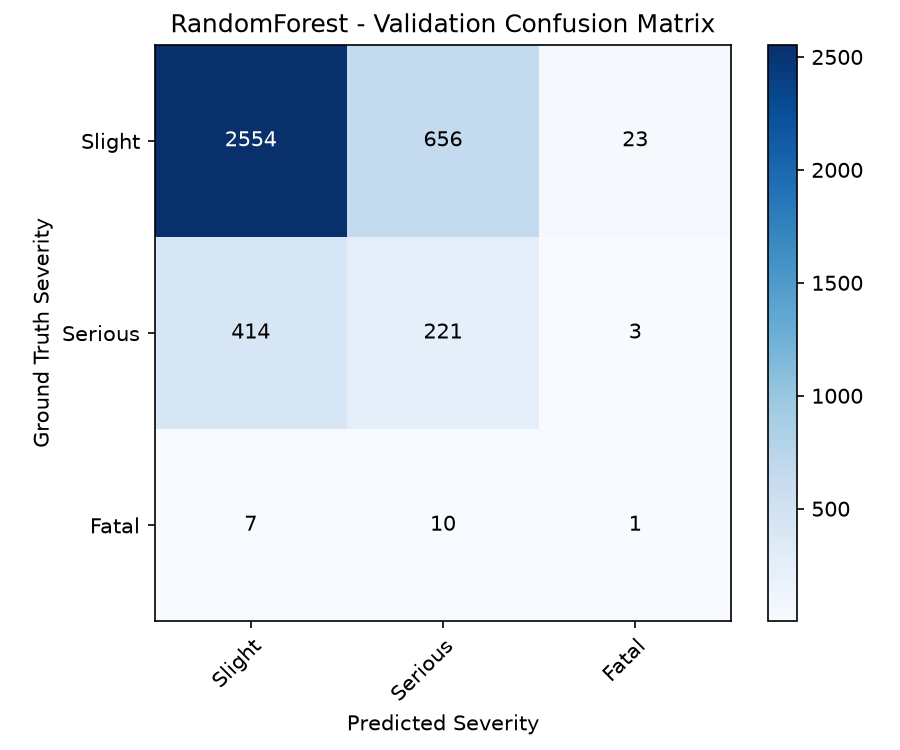 RandomForest - Validation Confusion Matrix
Ground Truth Severity
Slight 2554 656 23
Serious 414 221 3
Fatal 7 10 1
Slight Serious Fatal
Predicted Severity
2500
2000
1500
1000
500